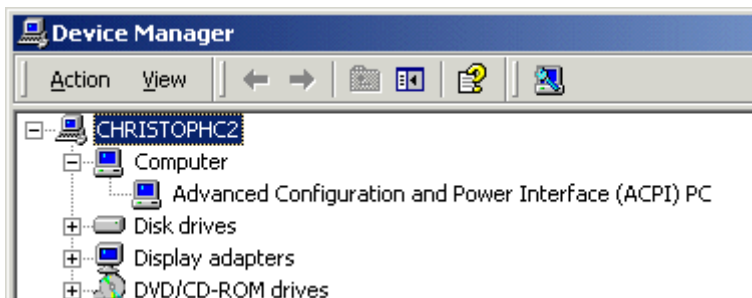 Device Manager
Action View
CHRISTOPHC2
Computer
Advanced Configuration and Power Interface (ACPI) PC
Disk drives
Display adapters
DVD/CD-ROM drives